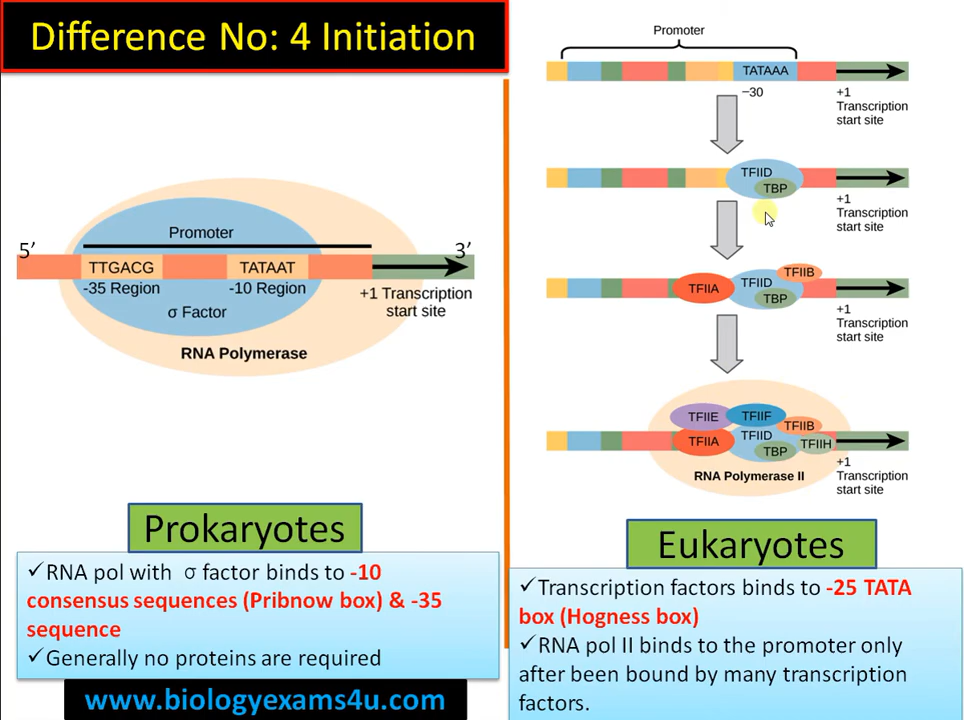 Difference No: 4 Initiation
5’
3’
Promoter
TTGACG
TATAAT
-35 Region
-10 Region
σ Factor
+1 Transcription
start site
RNA Polymerase
Prokaryotes
✓RNA pol with σ factor binds to -10
consensus sequences (Pribnow box) & -35
sequence
✓Generally no proteins are required
www.biologyexams4u.com
Promoter
TATAAA
−30
+1
Transcription
start site
TFIID
TBP
+1
Transcription
start site
TFIIA
TFIID
TBP
TFIIB
+1
Transcription
start site
TFIIE
TFIIF
TFIIB
TFIIA
TFIID
TBP
TFIIH
RNA Polymerase II
+1
Transcription
start site
Eukaryotes
✓Transcription factors binds to -25 TATA
box (Hogness box)
✓RNA pol II binds to the promoter only
after been bound by many transcription
factors.